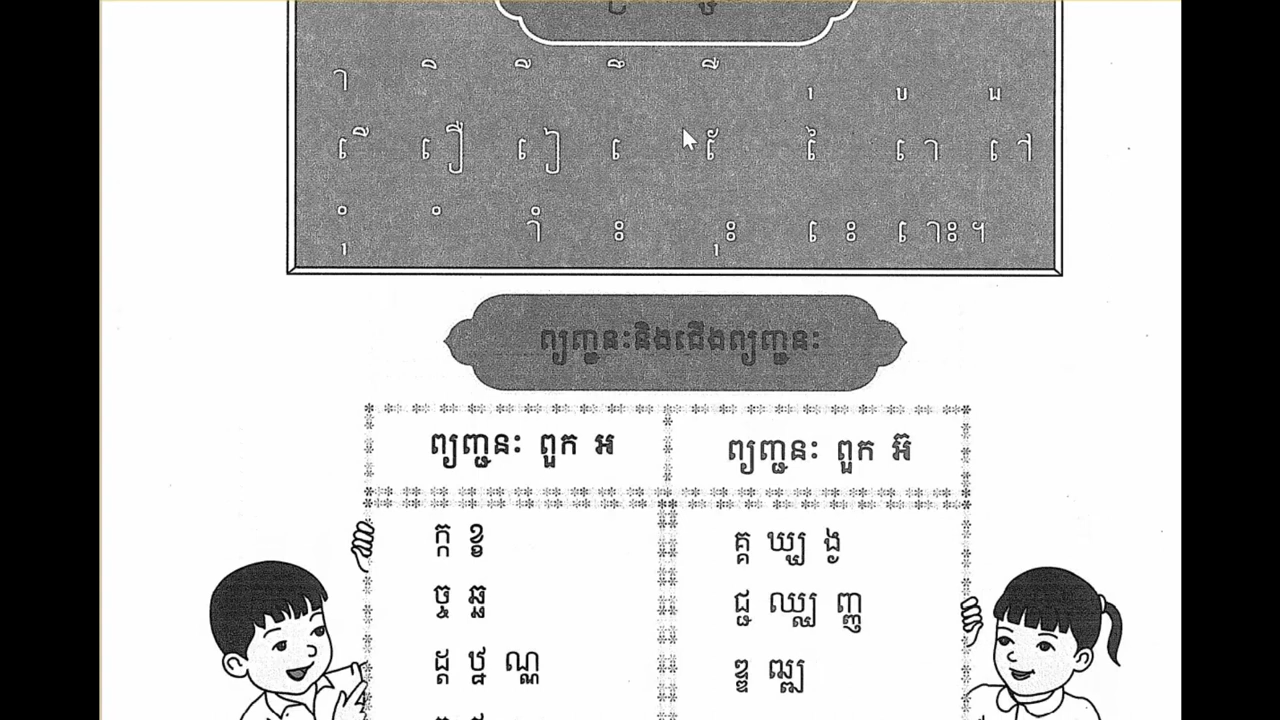 ា ិ ី ឹ ឺ ុ ូ ួ
ើ ឿ ៀ េ ែ ៃ ោ ៅ
ុំ ំ ាំ ះ ុះ េះ ោះ។
ព្យញ្ជនៈនិងជើងព្យញ្ជនៈ
ព្យញ្ជនៈ ពួក អ
ព្យញ្ជនៈ ពួក អ៊
ក្ក ខ្ខ
គ្គ ឃ្ឃ ង្ង
ច្ច ឆ្ឆ
ជ្ជ ឈ្ឈ ញ្ញ
ដ្ដ ឋ្ឋ ណ្ណ
ឌ្ឌ ឍ្ឍ